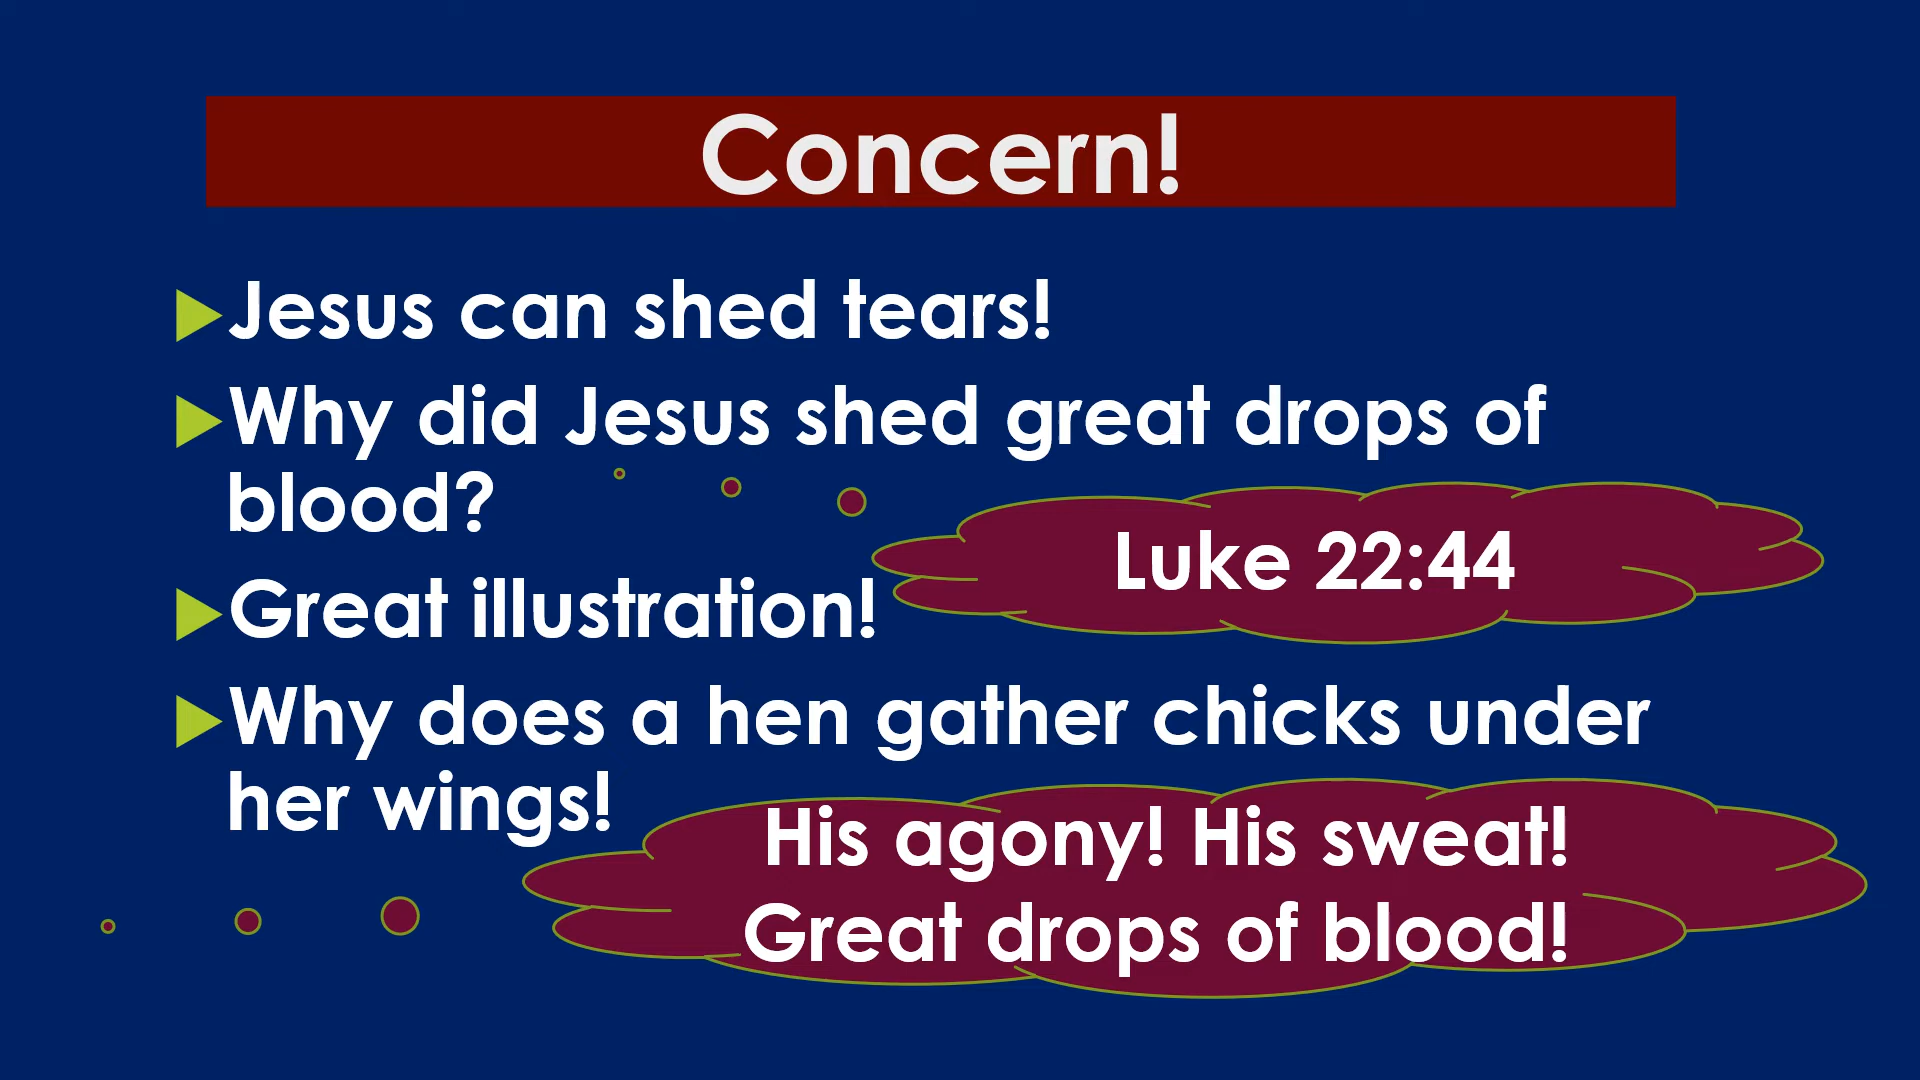 Concern!
Jesus can shed tears!
Why did Jesus shed great drops of
blood?
Luke 22:44
Great illustration!
Why does a hen gather chicks under
her wings!
His agony! His sweat!
Great drops of blood!